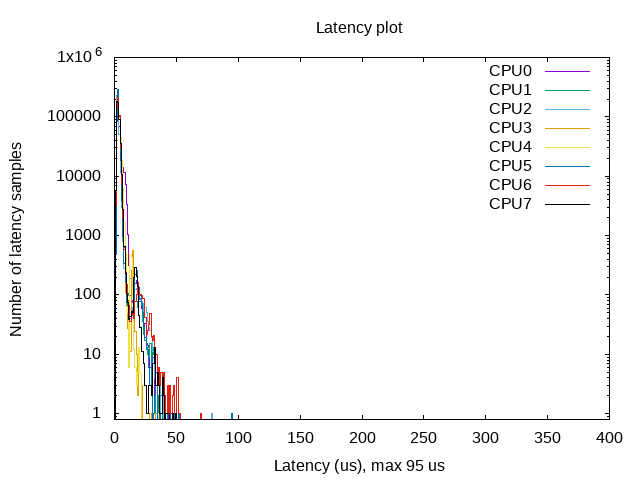 Latency plot
Number of latency samples
1x10^6
100000
10000
1000
100
10
1
CPU0
CPU1
CPU2
CPU3
CPU4
CPU5
CPU6
CPU7
0 50 100 150 200 250 300 350 400
Latency (us), max 95 us